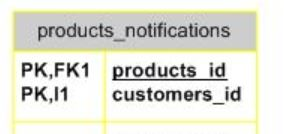 products_notifications
PK,FK1 products_id
PK,I1 customers_id